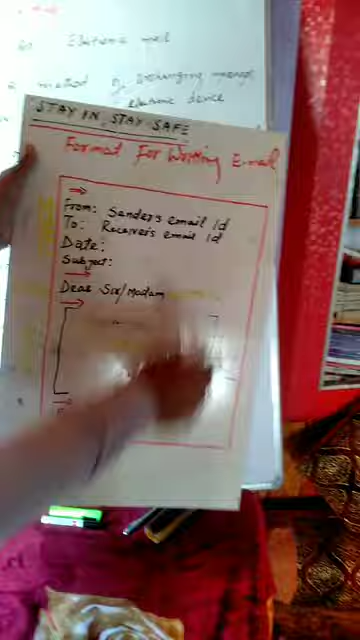 Electronic mail
method of Exchanging messages
electronic device
STAY IN, STAY SAFE
Format For Writing E-mail
From: Sender's email id
To: Receiver's email id
Date:
Subject:
Dear Sir/Madam